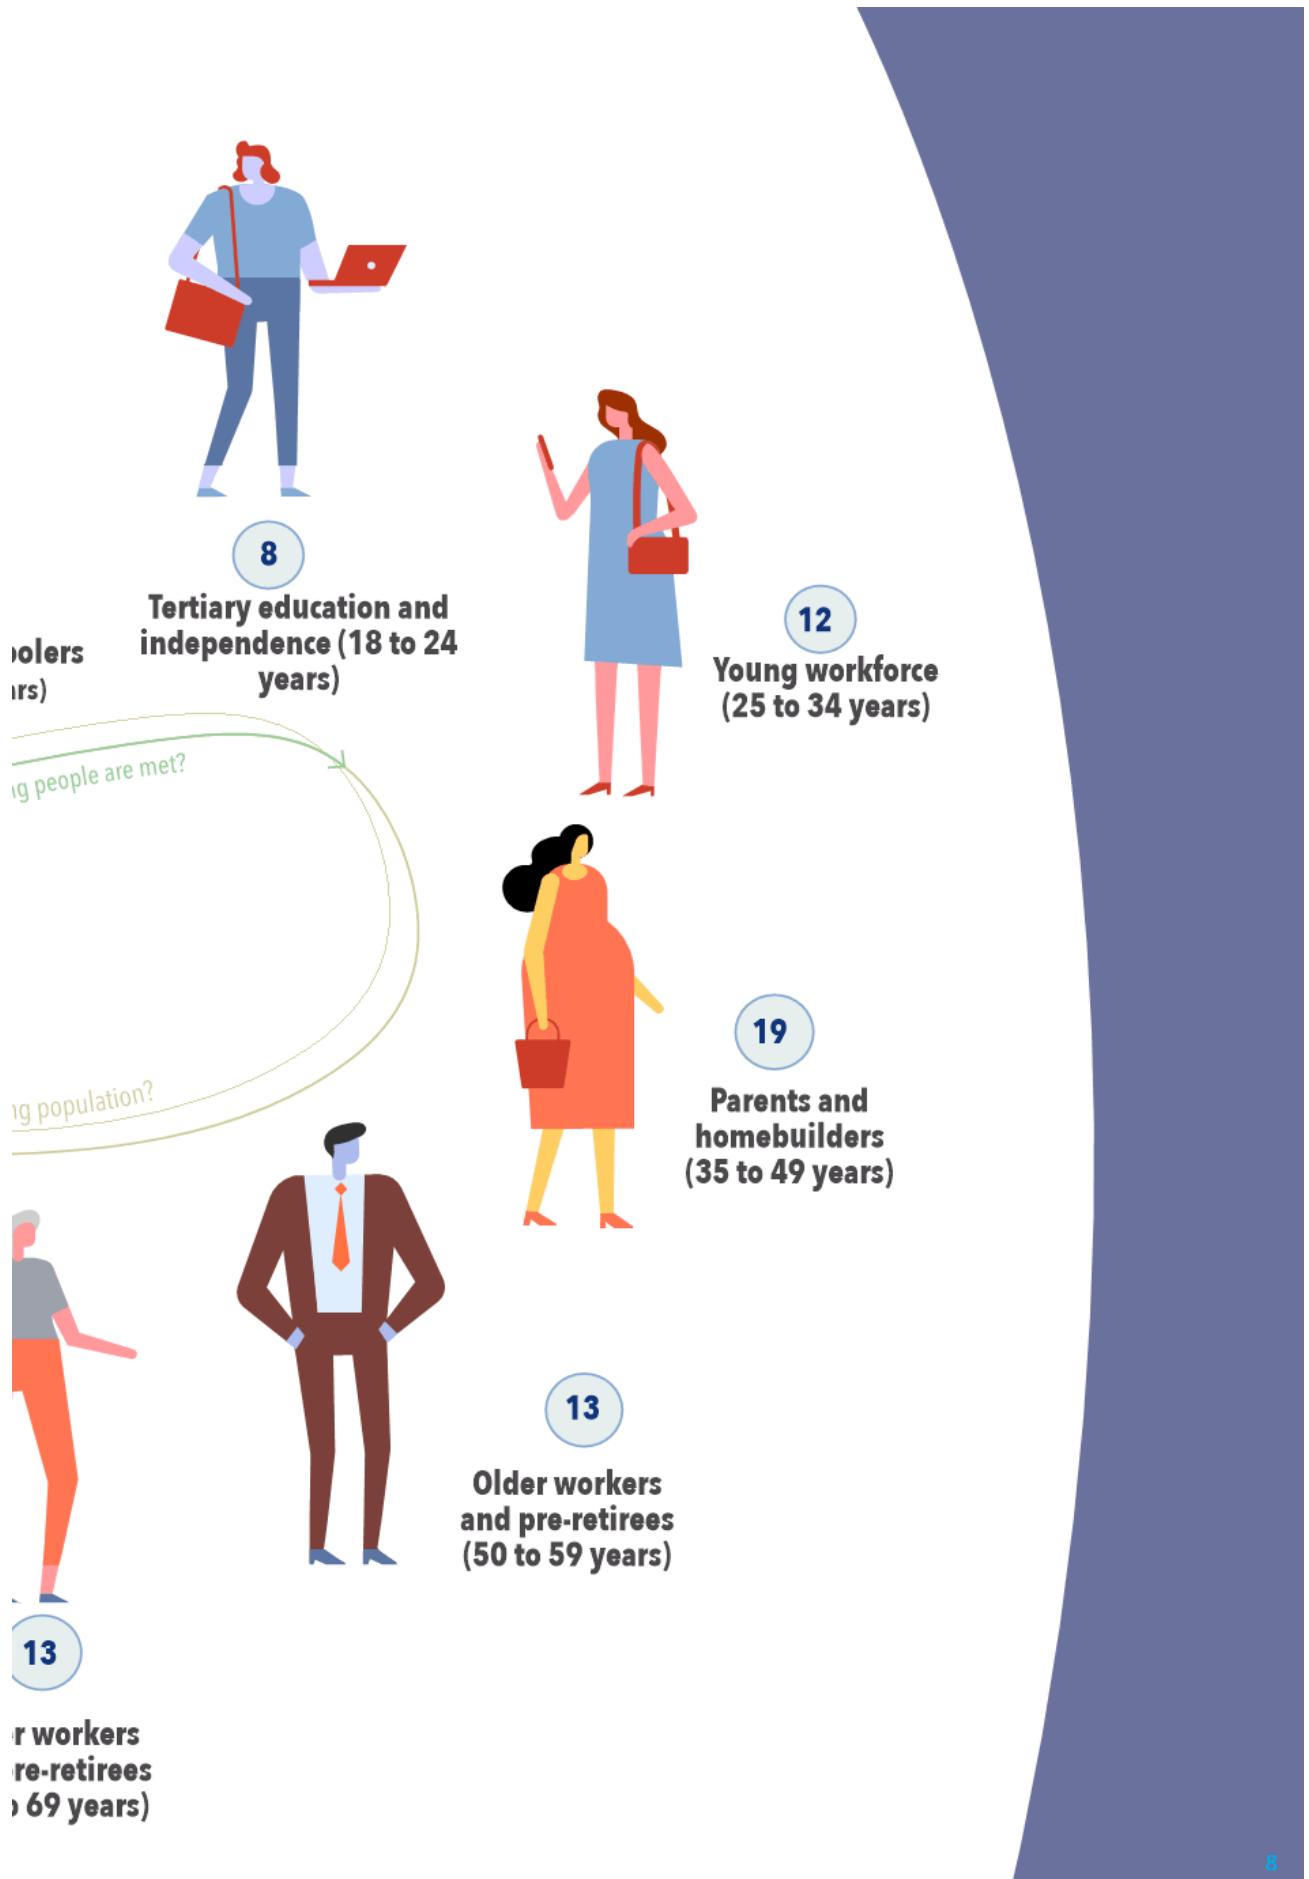 8
Tertiary education and
independence (18 to 24
years)
12
Young workforce
(25 to 34 years)
people are met?
19
Parents and
homebuilders
(35 to 49 years)
population?
13
Older workers
and pre-retirees
(50 to 59 years)
13
workers
69 years)
8